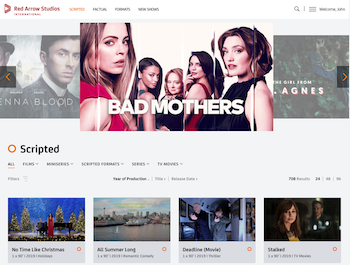 Red Arrow Studios
INTERNATIONAL
SCRIPTED FACTUAL FORMATS NEW SHOWS
Welcome, John
ENNA BLOOD
BAD MOTHERS
THE GIRL FROM
ST. AGNES
Scripted
ALL FILMS MINISERIES SCRIPTED FORMATS SERIES TV-MOVIES
Filters Year of Production Title Release Date 708 Results 24 48 96
No Time Like Christmas
1 x 90' | 2019 | Holidays
All Summer Long
1 x 90' | 2019 | Romantic Comedy
Deadline (Movie)
1 x 90' | 2019 | Thriller
Stalked
1 x 90' | 2019 | TV-Movies